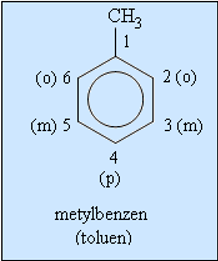 CH3
1
(o) 6 2 (o)
(m) 5 3 (m)
4
(p)
metylbenzen
(toluen)